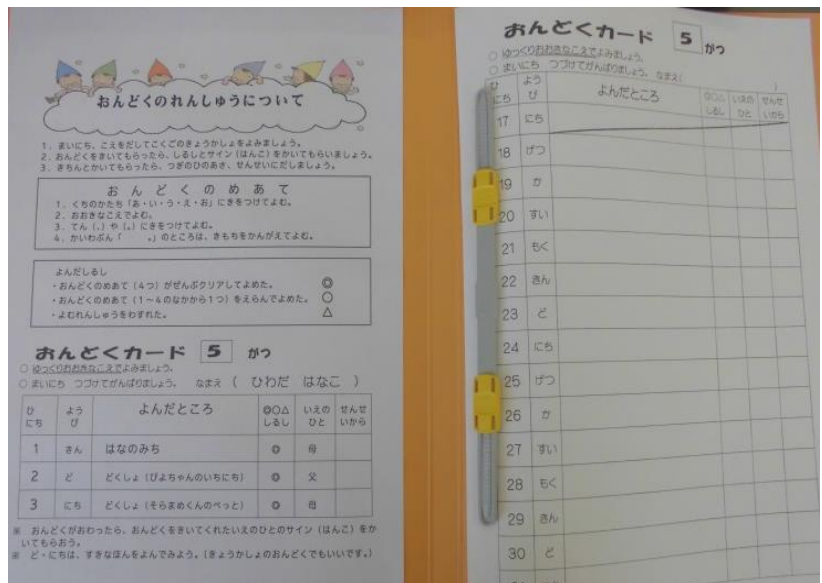 おんどくのれんしゅうについて
1．まいにち、こえをだしてこくごのきょうかしょをよみましょう。
2．おんどくをきいてもらったら、しるしとサイン（はんこ）をかいてもらいましょう。
3．きちんとかいてもらったら、つぎのひのあさ、せんせいにだしましょう。
おんどくのめあて
1．くちのかたち「あ・い・う・え・お」にきをつけてよむ。
2．おおきなこえでよむ。
3．てん（、）や（。）にきをつけてよむ。
4．かいわぶん「　　。」のところは、きもちをかんがえてよむ。
よんだしるし
・おんどくのめあて（4つ）がぜんぶクリアしてよめた。　◎
・おんどくのめあて（1～4のなかから1つ）をえらんでよめた。　○
・よむれんしゅうをわすれた。　△
おんどくカード　5　がつ
○ ゆっくりおおきなこえでよみましょう。
○ まいにち　つづけてがんばりましょう。　なまえ（　ひわだ　はなこ　）
ひにち　ようび　よんだところ　◎○△しるし　いえのひと　せんせいから
1　きん　はなのみち　◎　母
2　ど　どくしょ（ぴよちゃんのいちにち）　◎　父
3　にち　どくしょ（そらまめくんのべっと）　◎　母
※　おんどくがおわったら、おんどくをきいてくれたいえのひとのサイン（はんこ）をか
いてもらおう。
※　ど・にちは、すきなほんをよんでみよう。（きょうかしょのおんどくでもいいです。）
おんどくカード　5　がつ
○ ゆっくりおおきなこえでよみましょう。
○ まいにち　つづけてがんばりましょう。　なまえ（　　）
ひにち　ようび　よんだところ　◎○△しるし　いえのひと　せんせいから
17　にち
18　げつ
19　か
20　すい
21　もく
22　きん
23　ど
24　にち
25　げつ
26　か
27　すい
28　もく
29　きん
30　ど